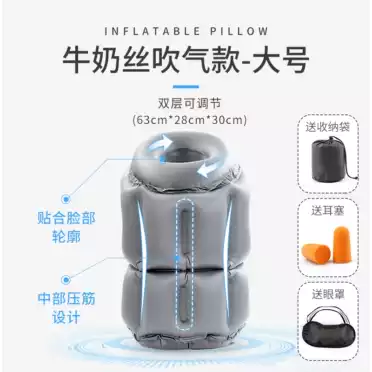 INFLATABLE PILLOW
牛奶丝吹气款-大号
双层可调节
(63cm*28cm*30cm)
送收纳袋
贴合脸部
轮廓
送耳塞
中部压筋
设计
送眼罩